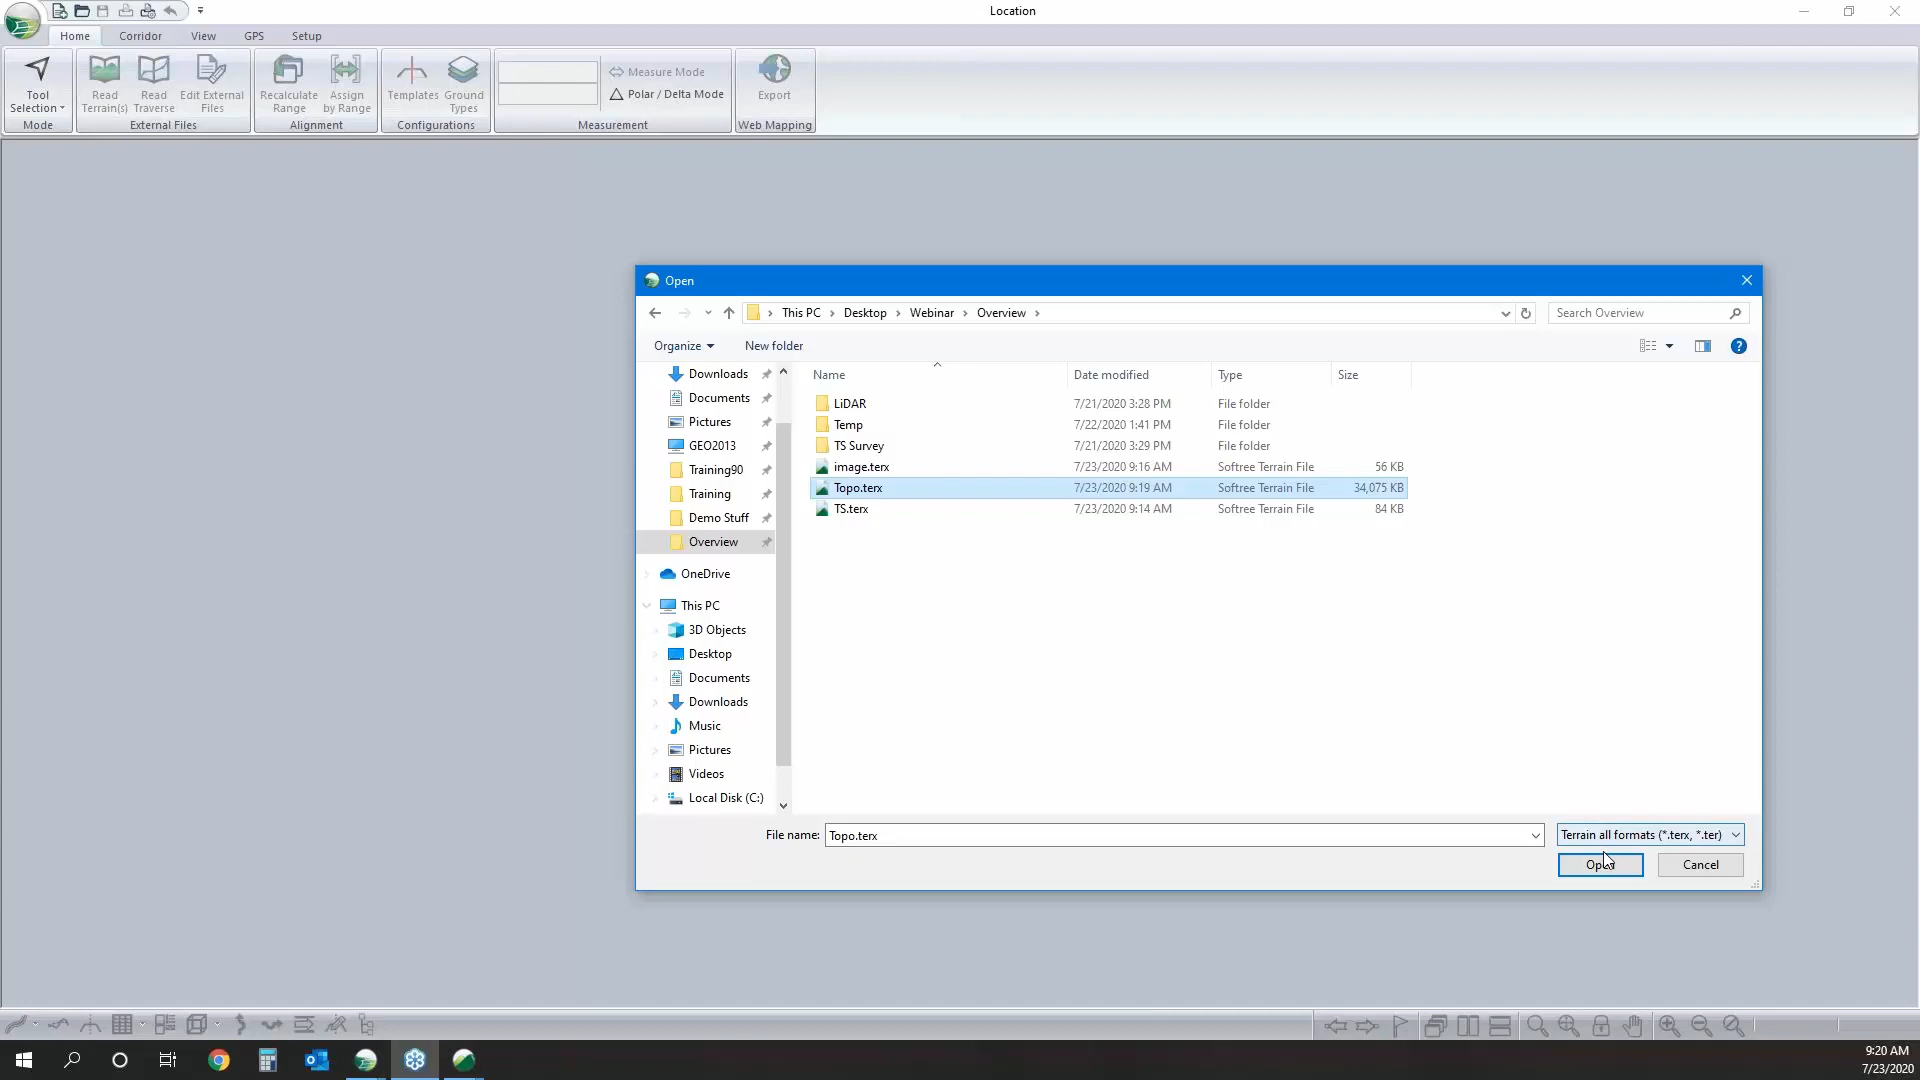 Location
Home Corridor View GPS Setup
Tool Selection
Read Terrain(s)
Read Traverse
Edit External Files
Recalculate Range
Assign by Range
Templates
Ground Types
Measure Mode
Polar / Delta Mode
Export
Mode External Files Alignment Configurations Measurement Web Mapping
Open
This PC Desktop Webinar Overview
Search Overview
Organize New folder
Name Date modified Type Size
LiDAR 7/21/2020 3:28 PM File folder
Temp 7/22/2020 1:41 PM File folder
TS Survey 7/21/2020 3:29 PM File folder
image.terx 7/23/2020 9:16 AM Softree Terrain File 56 KB
Topo.terx 7/23/2020 9:19 AM Softree Terrain File 34,075 KB
TS.terx 7/23/2020 9:14 AM Softree Terrain File 84 KB
Downloads
Documents
Pictures
GEO2013
Training90
Training
Demo Stuff
Overview
OneDrive
This PC
3D Objects
Desktop
Documents
Downloads
Music
Pictures
Videos
Local Disk (C:)
File name: Topo.terx
Terrain all formats (*.terx, *.ter)
Open Cancel
9:20 AM
7/23/2020